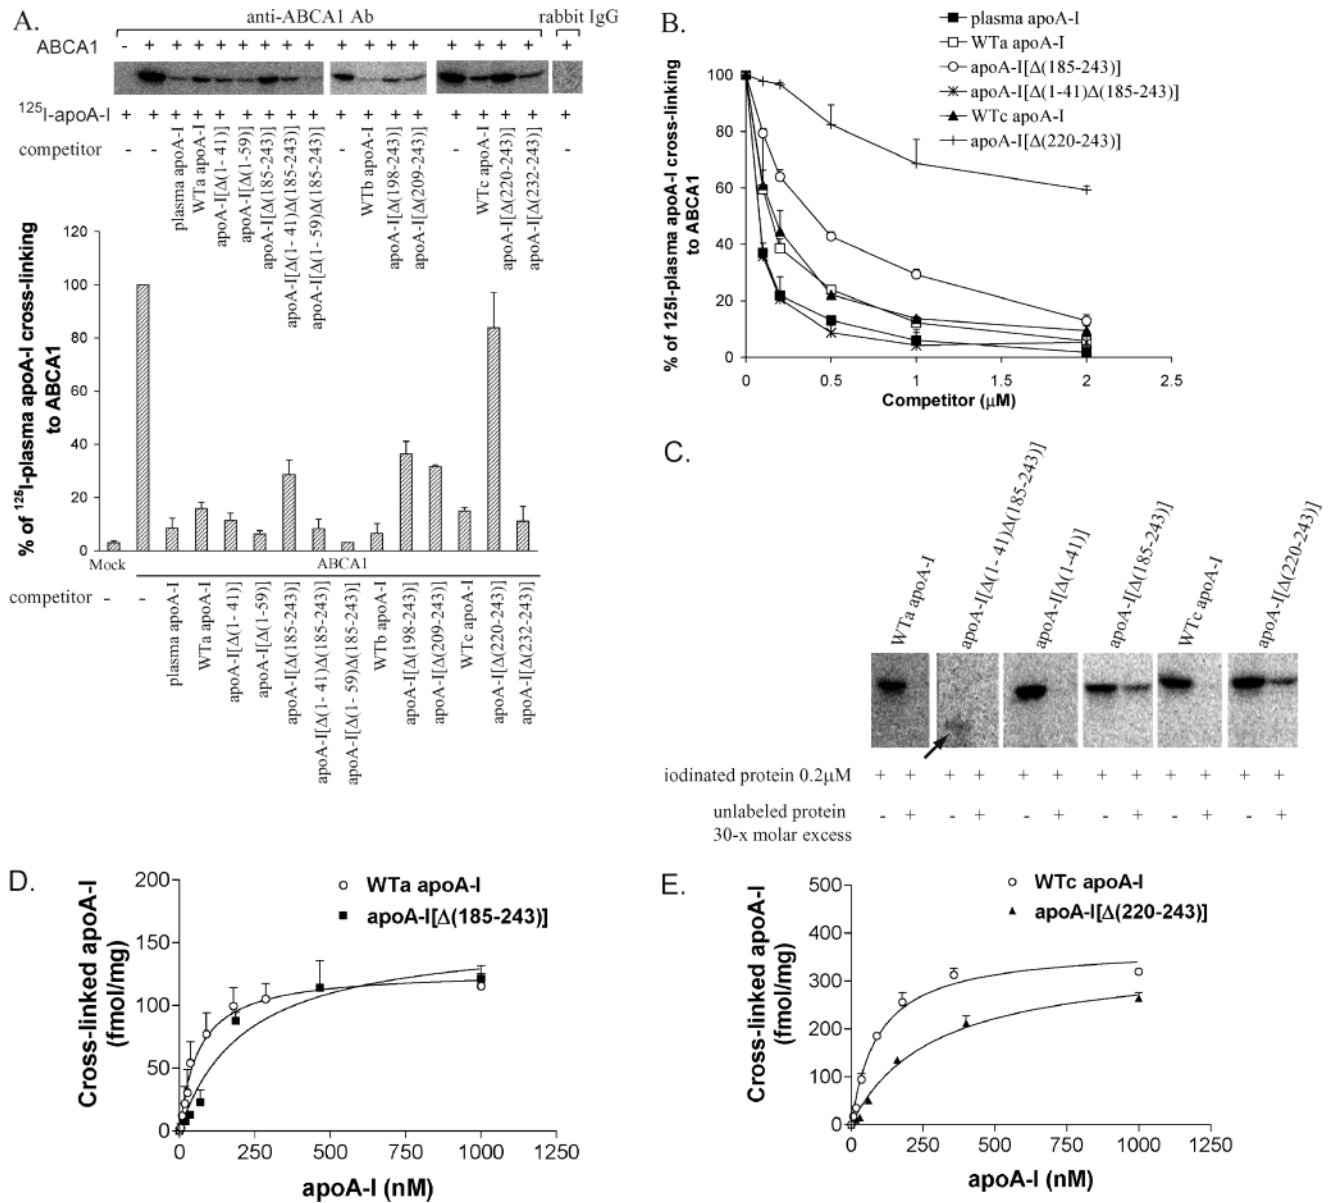 A.
anti-ABCA1 Ab
rabbit IgG
ABCA1
- + + + + + + + + + + + + + + + +
125I-apoA-I
+ + + + + + + + + + + + + + + + +
competitor
- - plasma apoA-I WTa apoA-I apoA-I[Δ(1- 41)] apoA-I[Δ(1-59)] apoA-I[Δ(185-243)] apoA-I[Δ(1- 41)Δ(185-243)] apoA-I[Δ(1- 59)Δ(185-243)] - WTb apoA-I apoA-I[Δ(198-243)] apoA-I[Δ(209-243)] - WTc apoA-I apoA-I[Δ(220-243)] apoA-I[Δ(232-243)] -
% of 125I-plasma apoA-I cross-linking
to ABCA1
120
100
80
60
40
20
0
Mock
ABCA1
competitor
- - plasma apoA-I WTa apoA-I apoA-I[Δ(1- 41)] apoA-I[Δ(1-59)] apoA-I[Δ(185-243)] apoA-I[Δ(1- 41)Δ(185-243)] apoA-I[Δ(1- 59)Δ(185-243)] WTb apoA-I apoA-I[Δ(198-243)] apoA-I[Δ(209-243)] WTc apoA-I apoA-I[Δ(220-243)] apoA-I[Δ(232-243)]
B.
plasma apoA-I
WTa apoA-I
apoA-I[Δ(185-243)]
apoA-I[Δ(1-41)Δ(185-243)]
WTc apoA-I
apoA-I[Δ(220-243)]
% of 125I-plasma apoA-I cross-linking
to ABCA1
100
80
60
40
20
0
0 0.5 1 1.5 2 2.5
Competitor (μM)
C.
WTa apoA-I
apoA-I[Δ(1- 41)Δ(185-243)]
apoA-I[Δ(1-41)]
apoA-I[Δ(185-243)]
WTc apoA-I
apoA-I[Δ(220-243)]
iodinated protein 0.2μM + + + + + + + + + + + +
unlabeled protein
30-x molar excess
- + - + - + - + - + - +
D.
WTa apoA-I
apoA-I[Δ(185-243)]
Cross-linked apoA-I
(fmol/mg)
200
150
100
50
0
0 250 500 750 1000 1250
apoA-I (nM)
E.
WTc apoA-I
apoA-I[Δ(220-243)]
Cross-linked apoA-I
(fmol/mg)
500
400
300
200
100
0
0 250 500 750 1000 1250
apoA-I (nM)